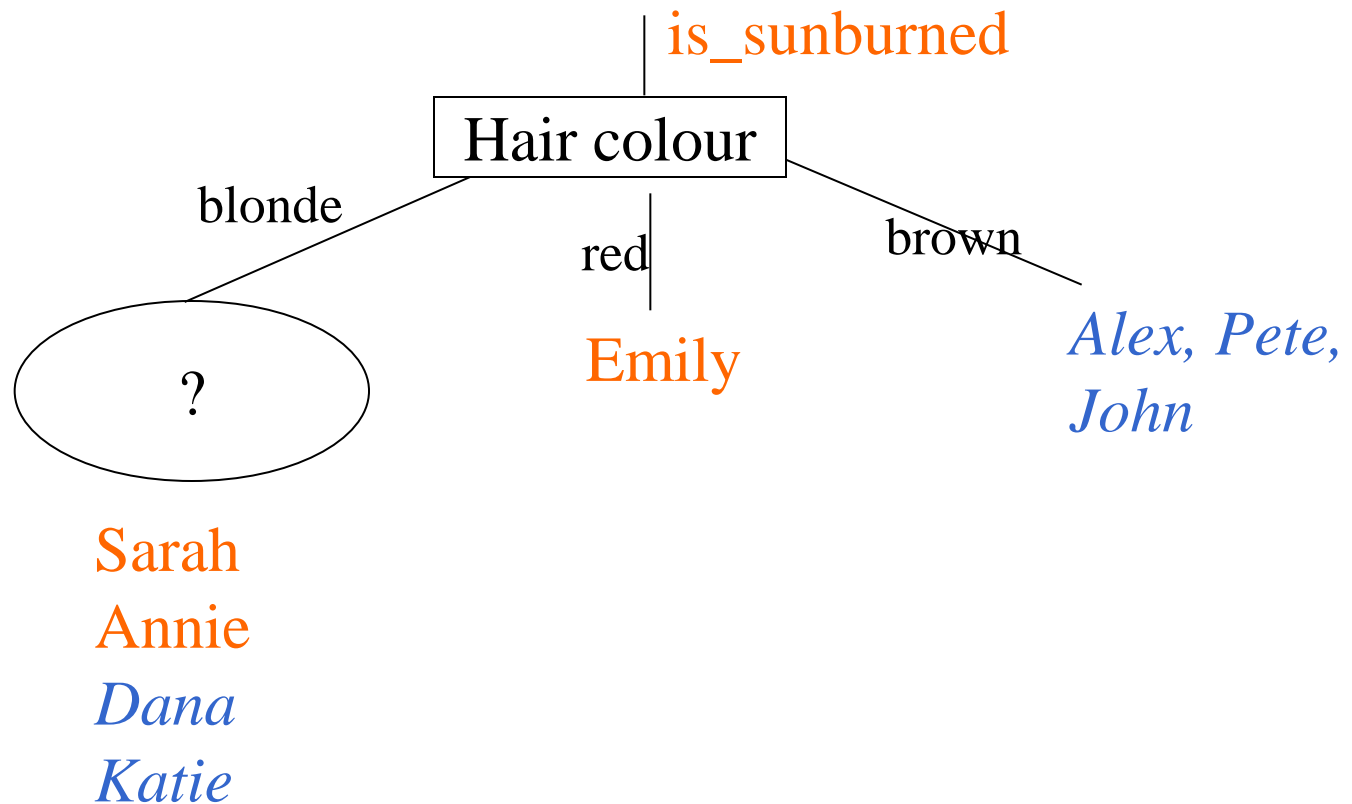 is_sunburned
Hair colour
blonde
red
brown
Emily
Alex, Pete,
John
?
Sarah
Annie
Dana
Katie